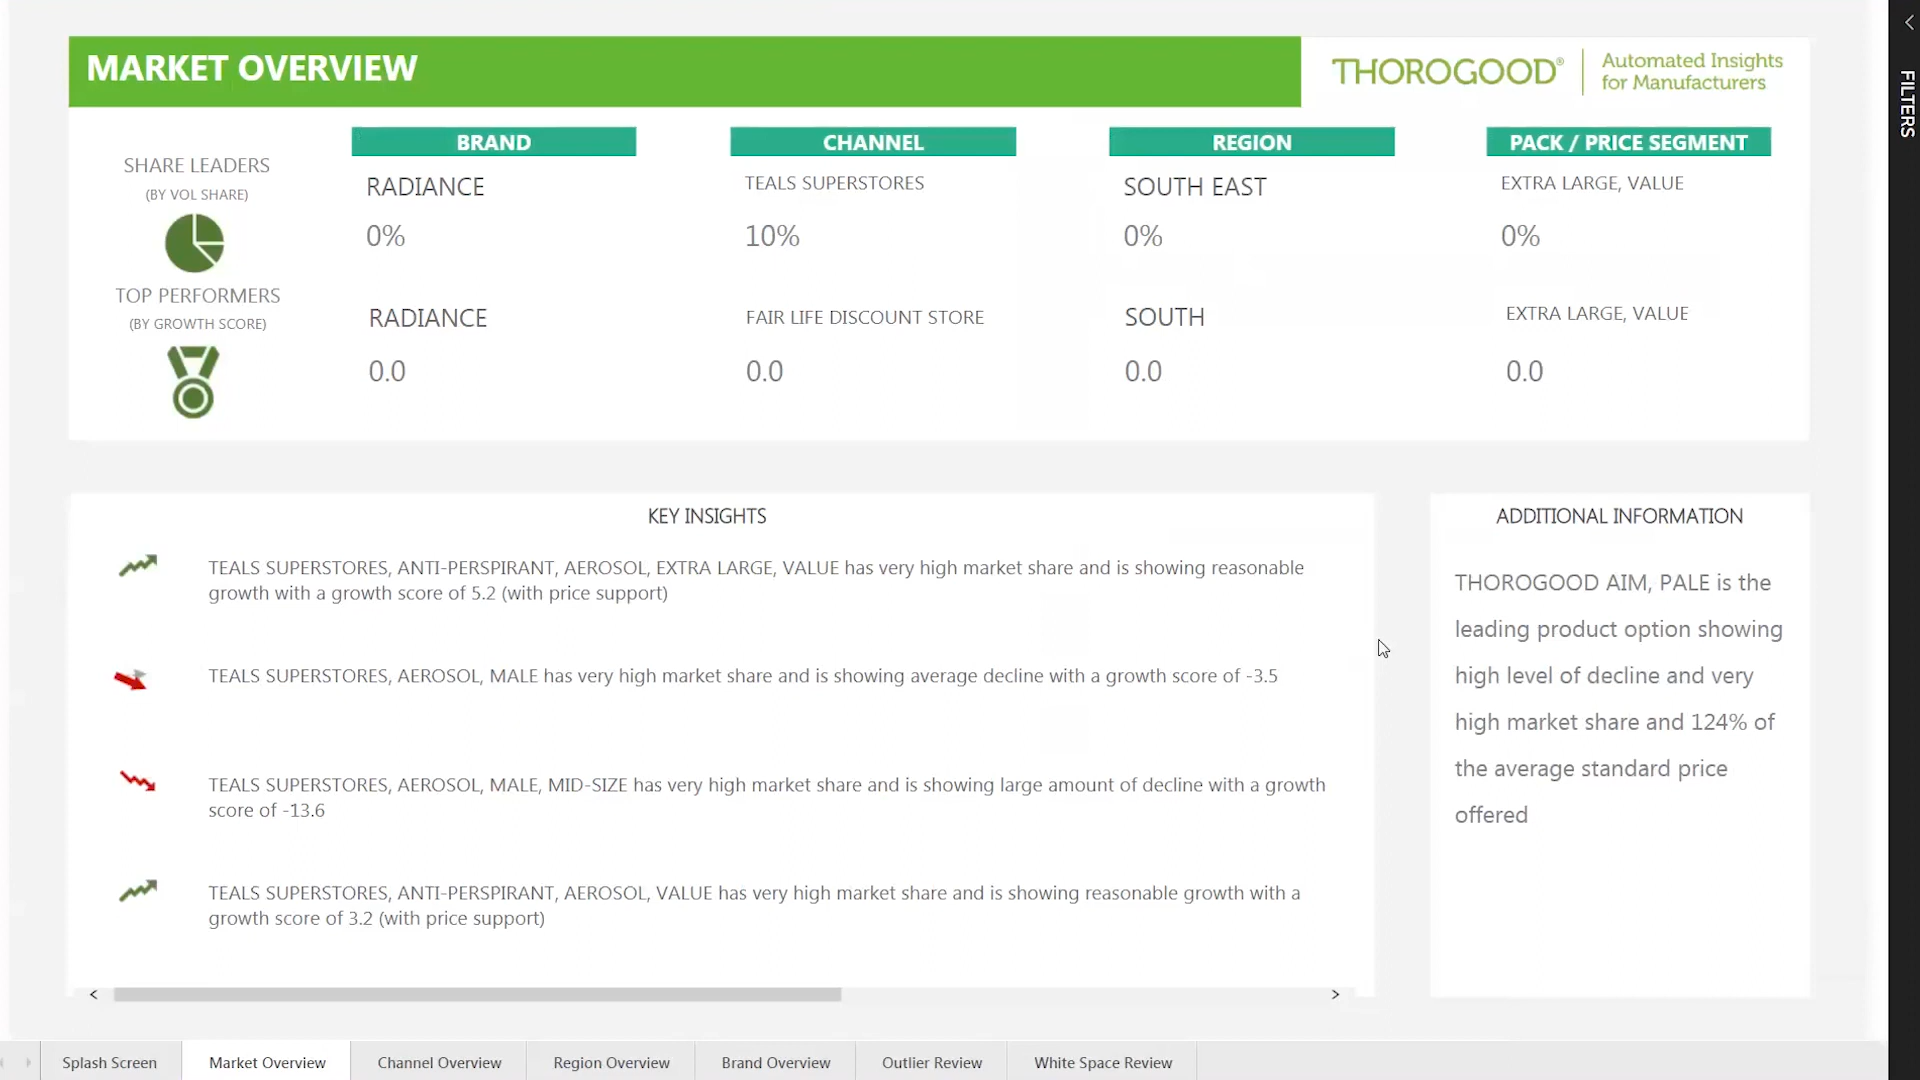 MARKET OVERVIEW
THOROGOOD®
Automated Insights
for Manufacturers
FILTERS
BRAND
CHANNEL
REGION
PACK / PRICE SEGMENT
SHARE LEADERS
(BY VOL SHARE)
RADIANCE
TEALS SUPERSTORES
SOUTH EAST
EXTRA LARGE, VALUE
0%
10%
0%
0%
TOP PERFORMERS
(BY GROWTH SCORE)
RADIANCE
FAIR LIFE DISCOUNT STORE
SOUTH
EXTRA LARGE, VALUE
0.0
0.0
0.0
0.0
KEY INSIGHTS
TEALS SUPERSTORES, ANTI-PERSPIRANT, AEROSOL, EXTRA LARGE, VALUE has very high market share and is showing reasonable
growth with a growth score of 5.2 (with price support)
TEALS SUPERSTORES, AEROSOL, MALE has very high market share and is showing average decline with a growth score of -3.5
TEALS SUPERSTORES, AEROSOL, MALE, MID-SIZE has very high market share and is showing large amount of decline with a growth
score of -13.6
TEALS SUPERSTORES, ANTI-PERSPIRANT, AEROSOL, VALUE has very high market share and is showing reasonable growth with a
growth score of 3.2 (with price support)
ADDITIONAL INFORMATION
THOROGOOD AIM, PALE is the
leading product option showing
high level of decline and very
high market share and 124% of
the average standard price
offered
Splash Screen
Market Overview
Channel Overview
Region Overview
Brand Overview
Outlier Review
White Space Review